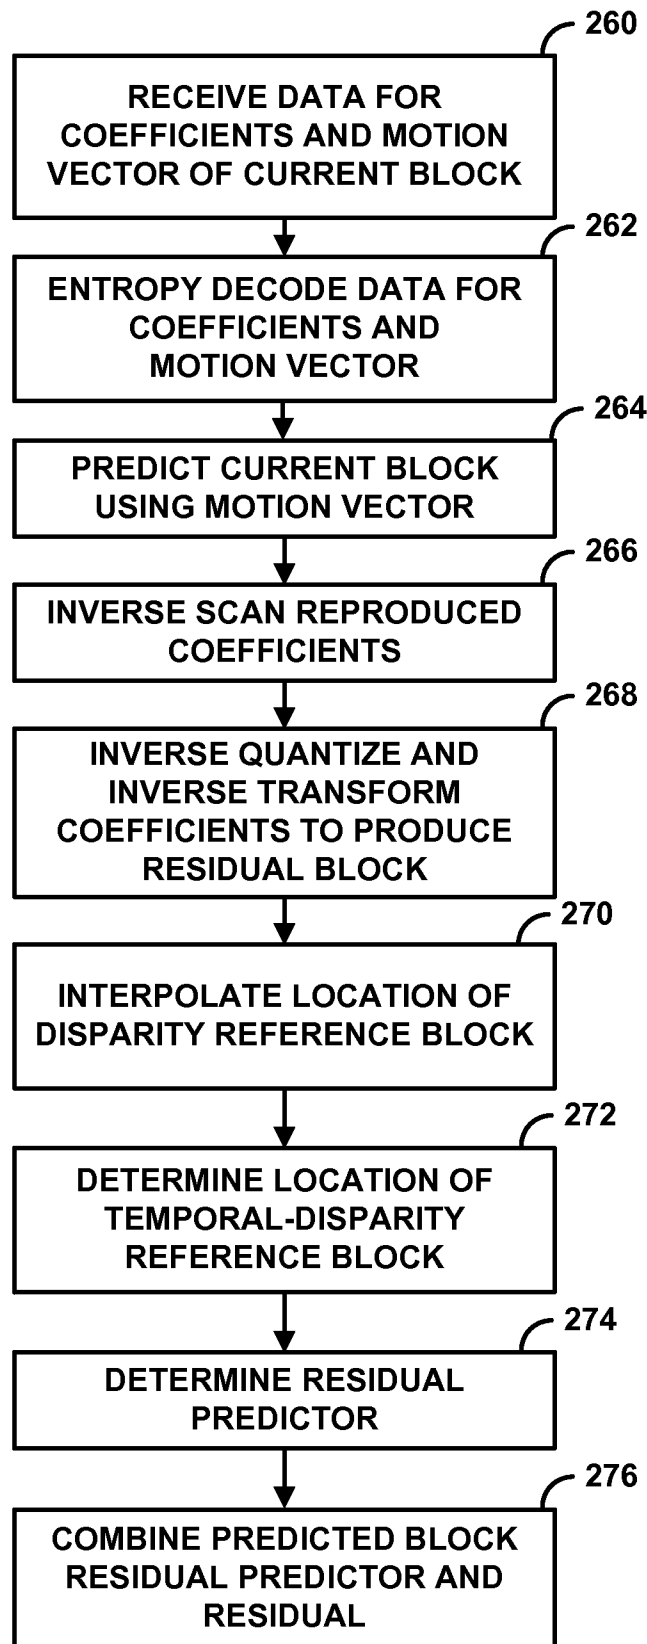 260
RECEIVE DATA FOR
COEFFICIENTS AND MOTION
VECTOR OF CURRENT BLOCK
262
ENTROPY DECODE DATA FOR
COEFFICIENTS AND
MOTION VECTOR
264
PREDICT CURRENT BLOCK
USING MOTION VECTOR
266
INVERSE SCAN REPRODUCED
COEFFICIENTS
268
INVERSE QUANTIZE AND
INVERSE TRANSFORM
COEFFICIENTS TO PRODUCE
RESIDUAL BLOCK
270
INTERPOLATE LOCATION OF
DISPARITY REFERENCE BLOCK
272
DETERMINE LOCATION OF
TEMPORAL-DISPARITY
REFERENCE BLOCK
274
DETERMINE RESIDUAL
PREDICTOR
276
COMBINE PREDICTED BLOCK
RESIDUAL PREDICTOR AND
RESIDUAL